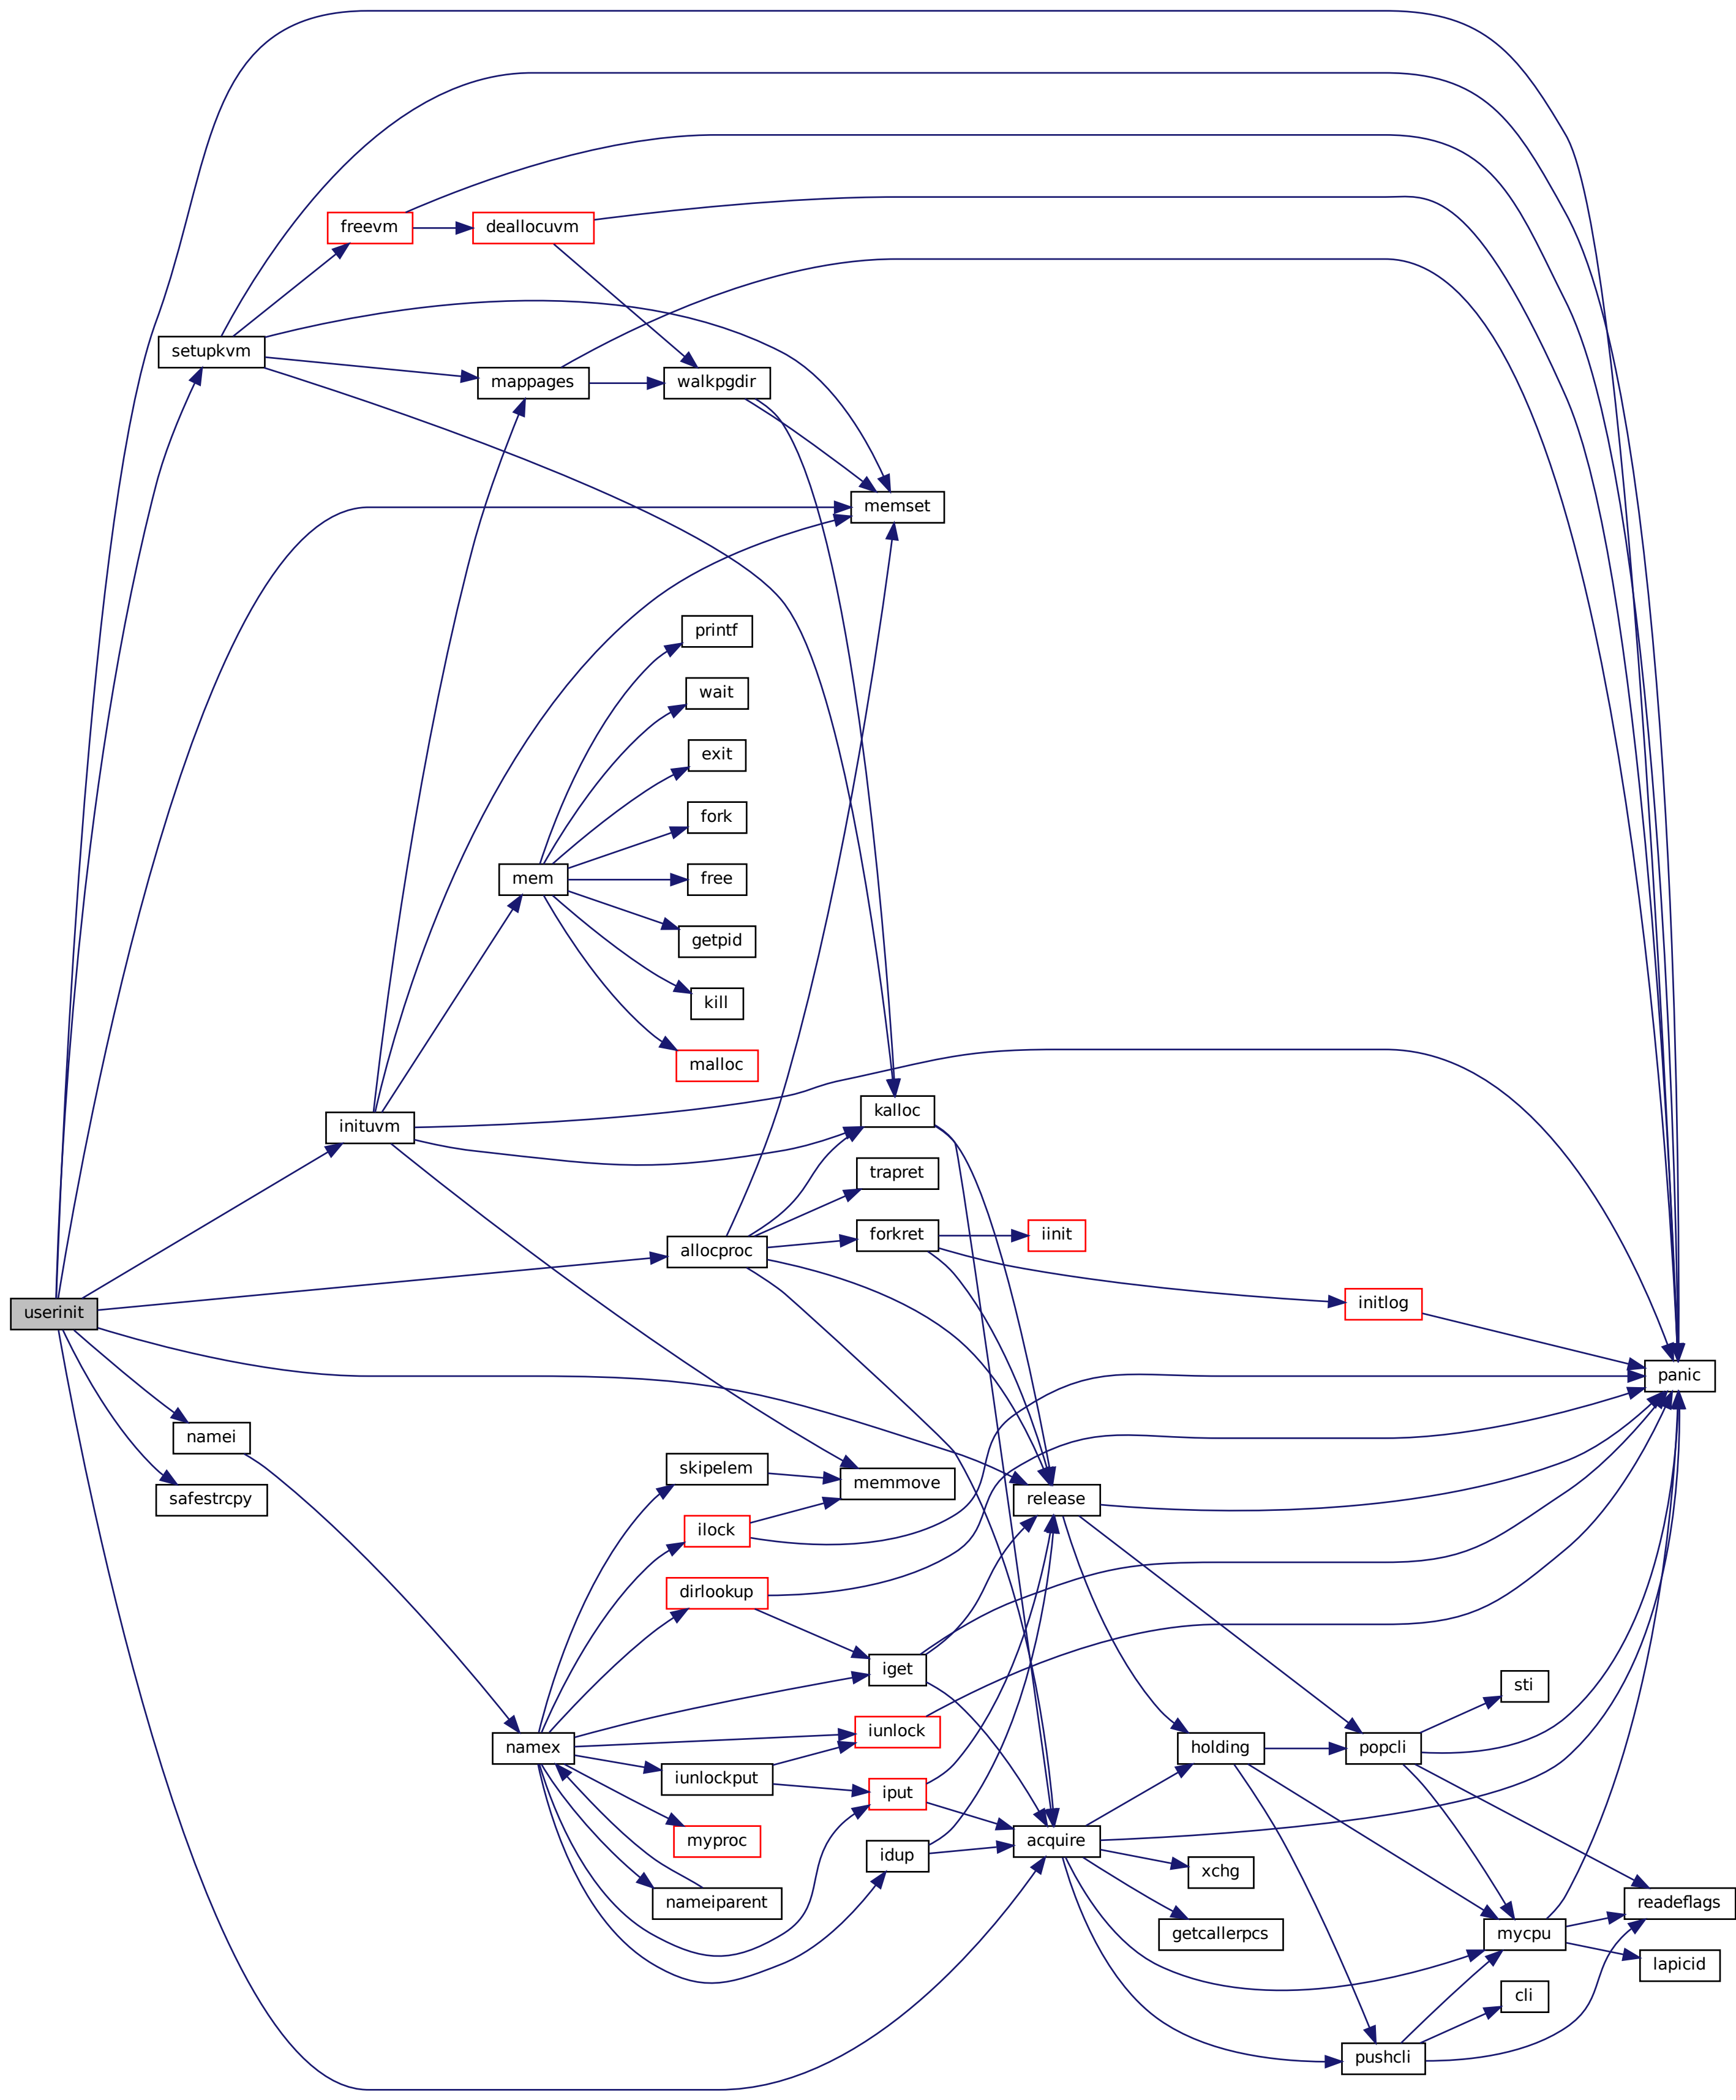 freevm
deallocuvm
setupkvm
mappages
walkpgdir
memset
printf
wait
exit
fork
mem
free
getpid
kill
malloc
kalloc
inituvm
trapret
forkret
iinit
allocproc
initlog
userinit
panic
namei
skipelem
memmove
safestrcpy
release
ilock
dirlookup
iget
sti
iunlock
namex
holding
popcli
iunlockput
iput
myproc
acquire
idup
xchg
nameiparent
readeflags
getcallerpcs
mycpu
lapicid
cli
pushcli